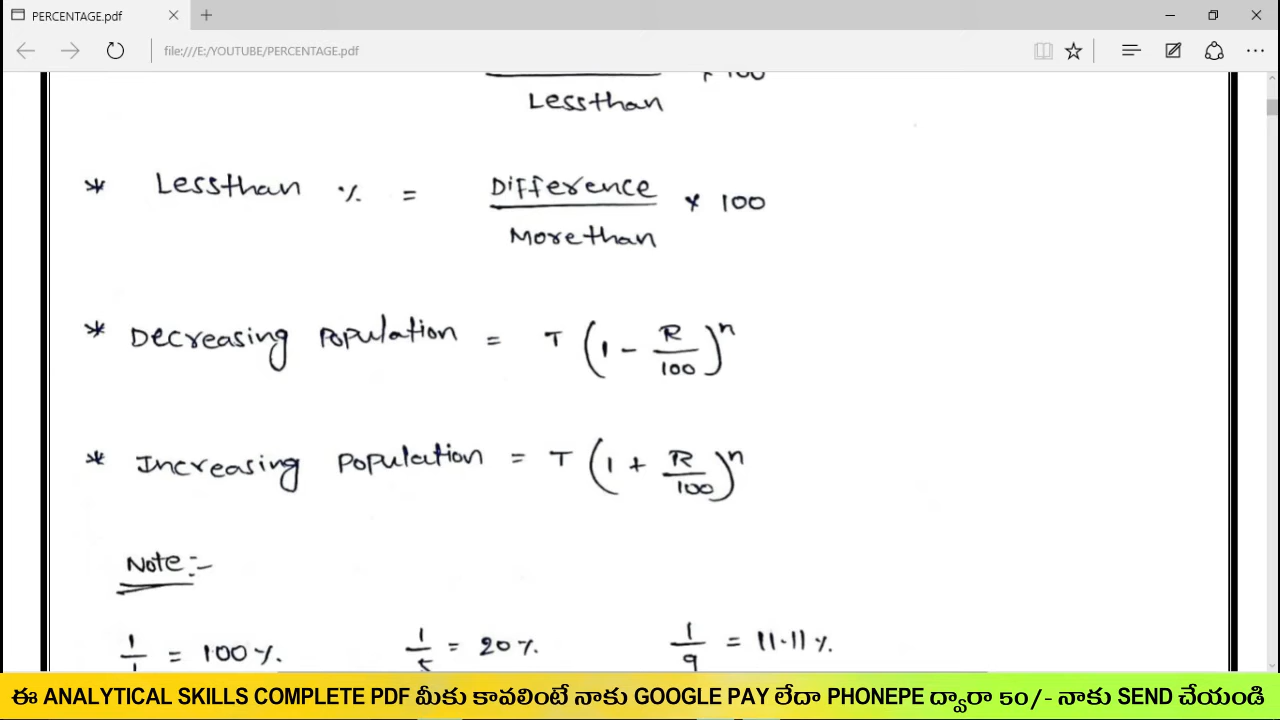 PERCENTAGE.pdf
file:///E:/YOUTUBE/PERCENTAGE.pdf
Lessthan
* Lessthan % = Difference / Morethan × 100
* Decreasing Population = T (1 - R/100)^n
* Increasing Population = T (1 + R/100)^n
Note:-
1/1 = 100%. 1/5 = 20%. 1/9 = 11.11%.
ఈ ANALYTICAL SKILLS COMPLETE PDF మీకు కావలింటే నాకు GOOGLE PAY లేదా PHONEPE ద్వారా 50/- నాకు SEND చేయండి